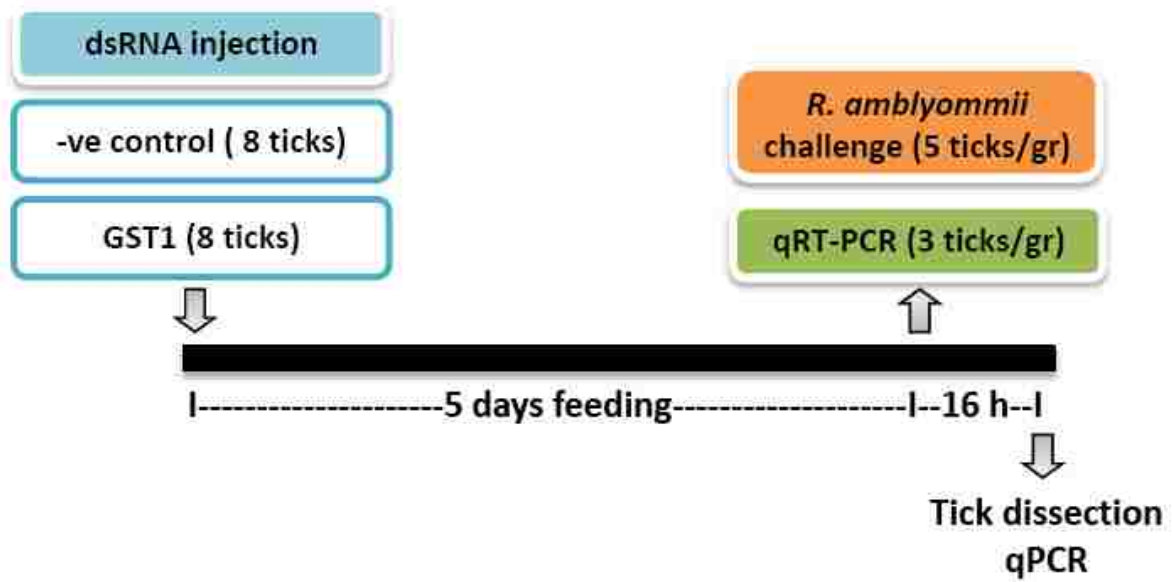 dsRNA injection
-ve control ( 8 ticks)
GST1 (8 ticks)
R. amblyommii
challenge (5 ticks/gr)
qRT-PCR (3 ticks/gr)
I---------------------5 days feeding--------------------I--16 h--I
Tick dissection
qPCR